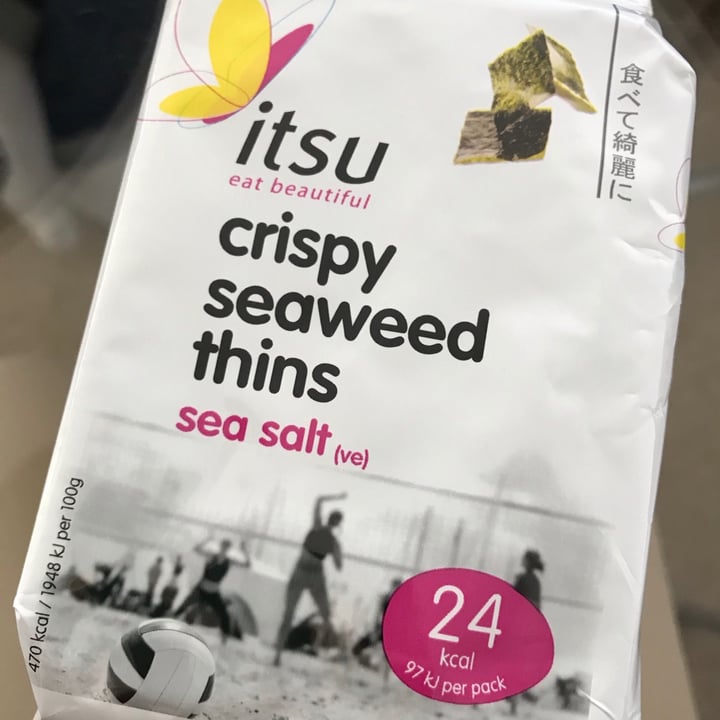 itsu
eat beautiful
crispy
seaweed
thins
sea salt (ve)
食べて綺麗に
470 kcal / 1948 kJ per 100g
24
kcal
97 kJ per pack